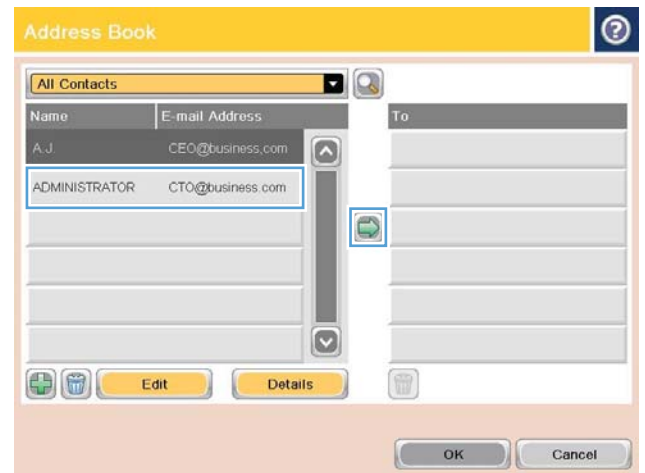 Address Book
?
All Contacts
Name E-mail Address To
A.J. CEO@business,com
ADMINISTRATOR CTO@business.com
Edit Details
OK Cancel